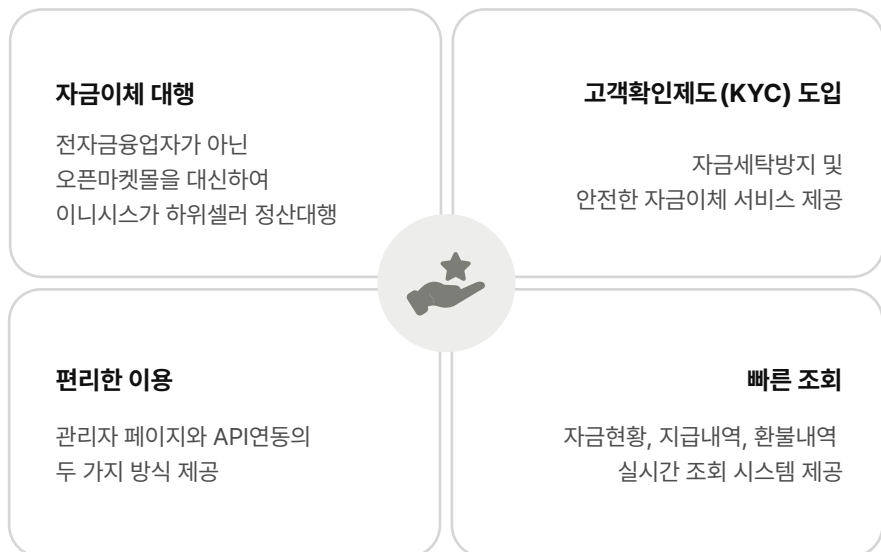 자금이체 대행
전자금융업자가 아닌
오픈마켓몰을 대신하여
이니시스가 하위셀러 정산대행
고객확인제도(KYC) 도입
자금세탁방지 및
안전한 자금이체 서비스 제공
편리한 이용
관리자 페이지와 API연동의
두 가지 방식 제공
빠른 조회
자금현황, 지급내역, 환불내역
실시간 조회 시스템 제공